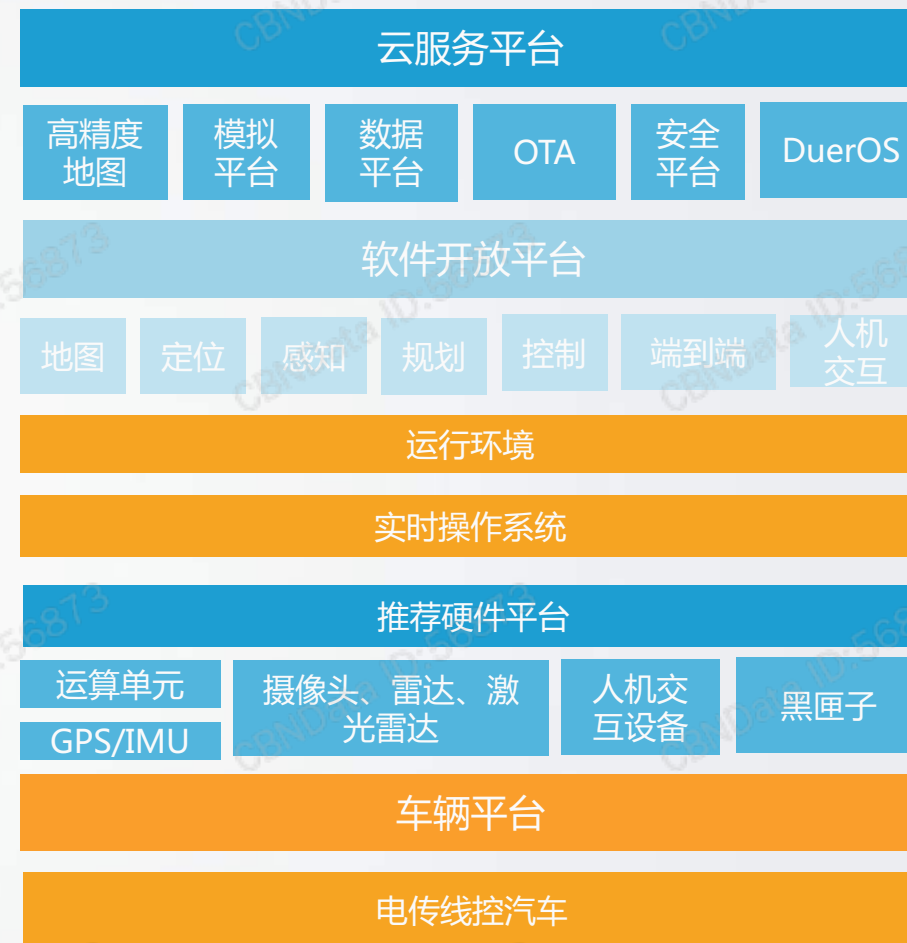 云服务平台
高精度
地图
模拟
平台
数据
平台
OTA
安全
平台
DuerOS
软件开放平台
地图
定位
感知
规划
控制
端到端
人机
交互
运行环境
实时操作系统
推荐硬件平台
运算单元
GPS/IMU
摄像头、雷达、激
光雷达
人机交
互设备
黑匣子
车辆平台
电传线控汽车
CBNData ID:56873